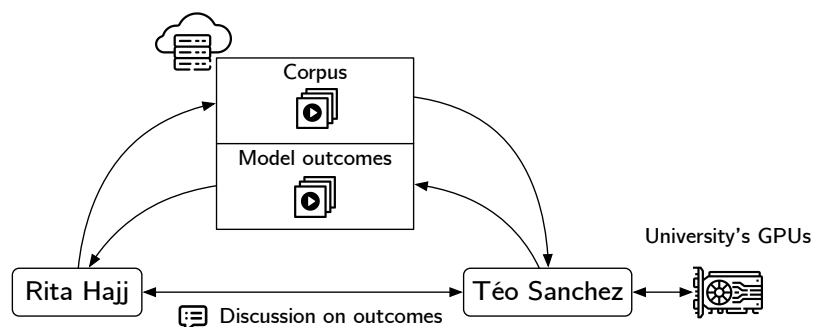 Corpus
Model outcomes
University's GPUs
Rita Hajj
Téo Sanchez
Discussion on outcomes